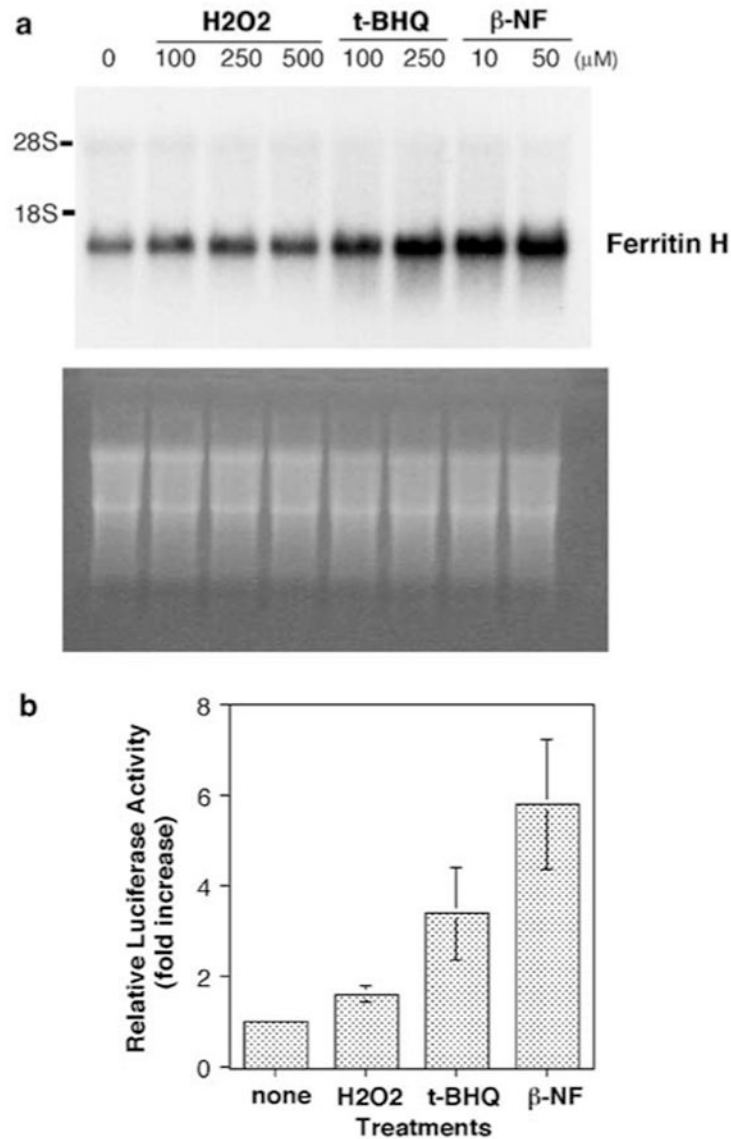 a
H2O2 t-BHQ β-NF
0 100 250 500 100 250 10 50 (μM)
28S
18S
Ferritin H
b
Relative Luciferase Activity
(fold increase)
8
6
4
2
0
none H2O2 t-BHQ β-NF
Treatments